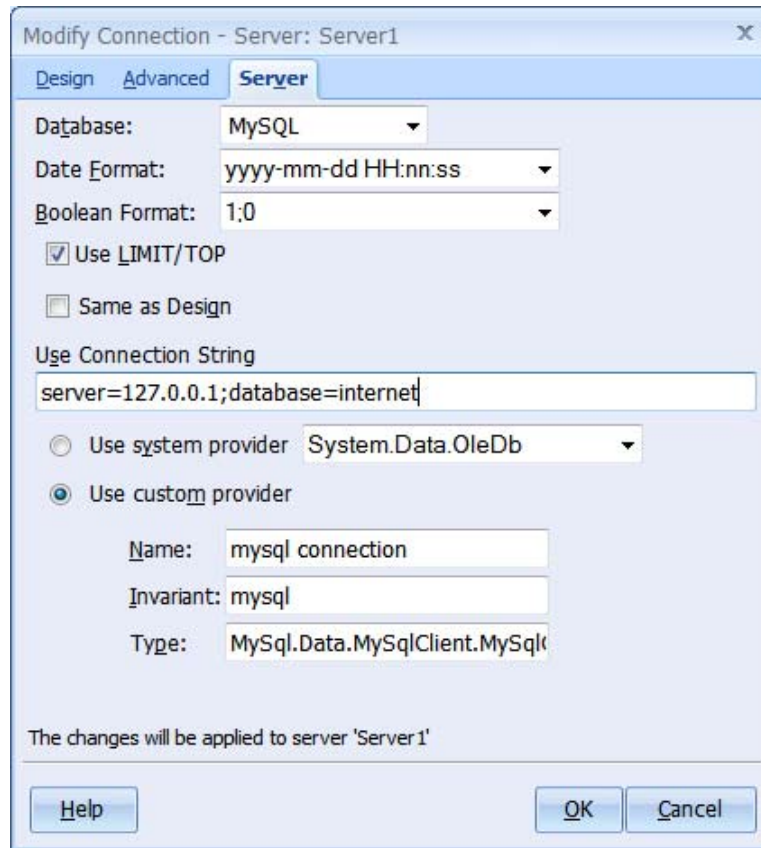 Modify Connection - Server: Server1 x
Design Advanced Server
Database: MySQL
Date Format: yyyy-mm-dd HH:nn:ss
Boolean Format: 1;0
Use LIMIT/TOP
Same as Design
Use Connection String
server=127.0.0.1;database=internet
Use system provider System.Data.OleDb
Use custom provider
Name: mysql connection
Invariant: mysql
Type: MySql.Data.MySqlClient.MySql
The changes will be applied to server 'Server1'
Help OK Cancel